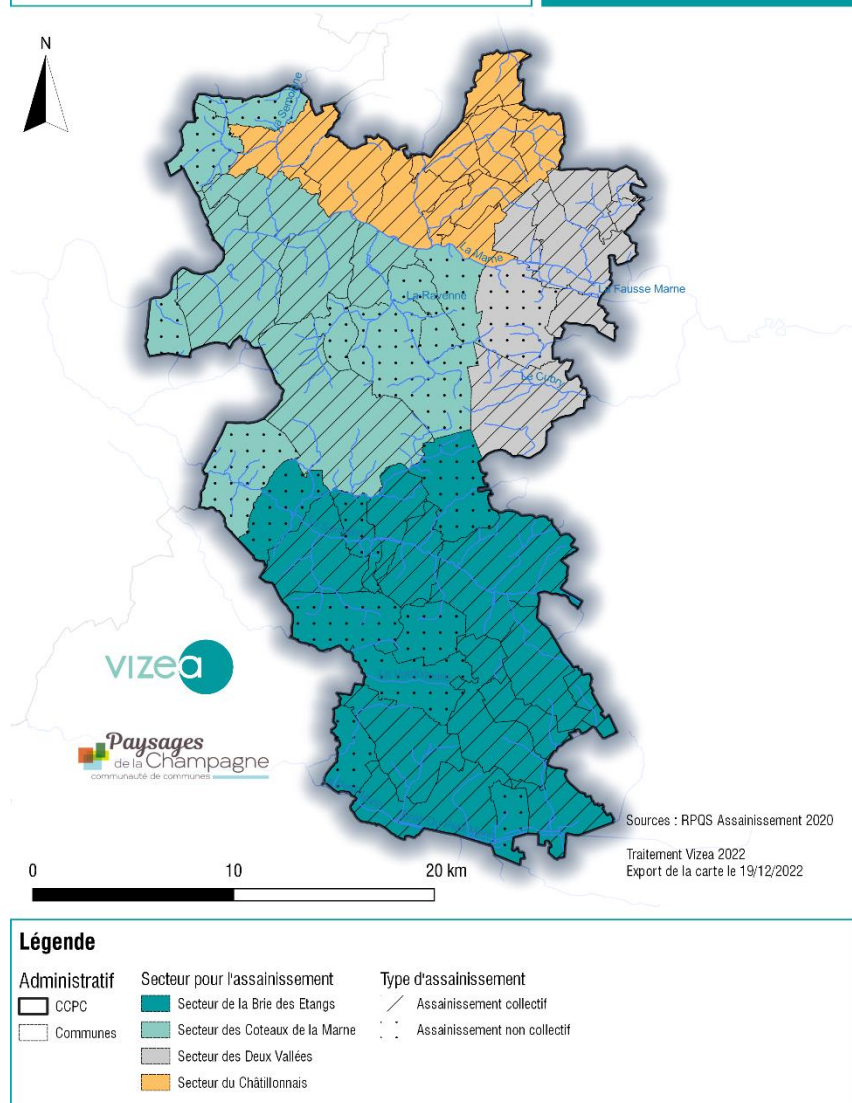 N
la Semoigne
La Marne
La Fausse Marne
Le Cubry
vizea
Paysages
de la Champagne
communauté de communes
Sources : RPQS Assainissement 2020
Traitement Vizea 2022
Export de la carte le 19/12/2022
0
10
20 km
Légende
Administratif
CCPC
Communes
Secteur pour l'assainissement
Secteur de la Brie des Etangs
Secteur des Coteaux de la Marne
Secteur des Deux Vallées
Secteur du Châtillonnais
Type d'assainissement
Assainissement collectif
Assainissement non collectif